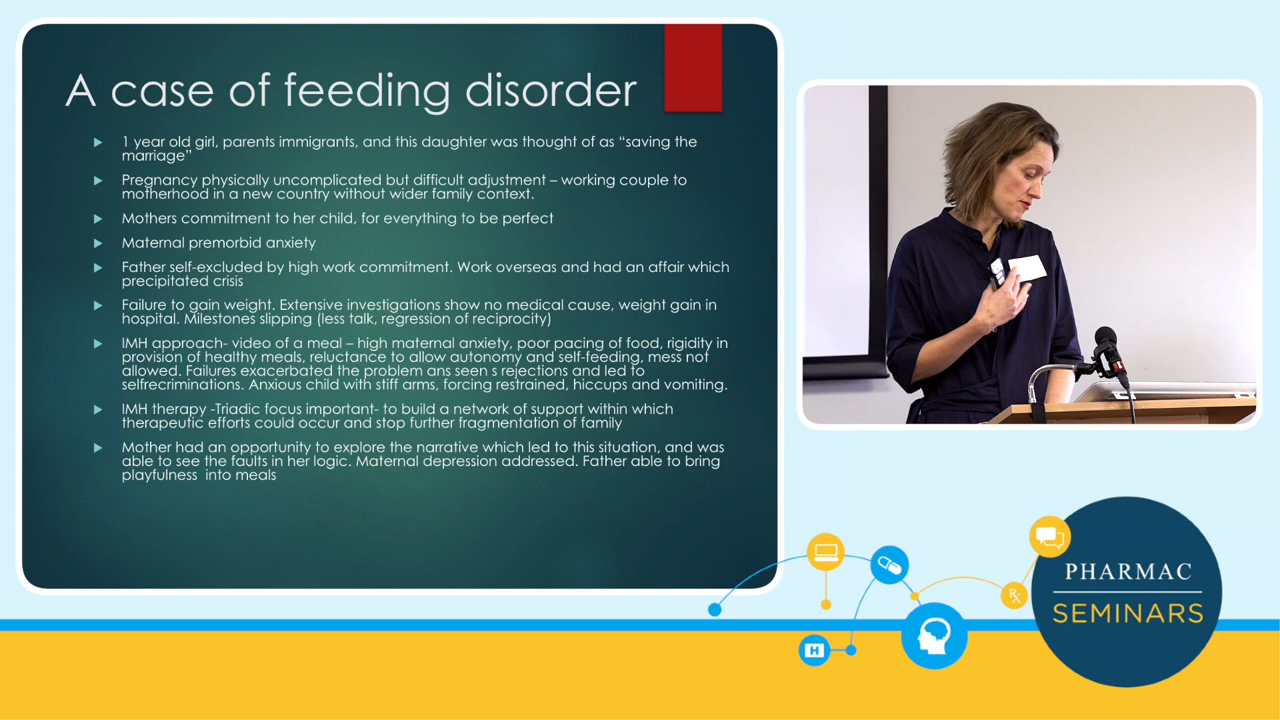 A case of feeding disorder
1 year old girl, parents immigrants, and this daughter was thought of as “saving the
marriage”
Pregnancy physically uncomplicated but difficult adjustment – working couple to
motherhood in a new country without wider family context.
Mothers commitment to her child, for everything to be perfect
Maternal premorbid anxiety
Father self-excluded by high work commitment. Work overseas and had an affair which
precipitated crisis
Failure to gain weight. Extensive investigations show no medical cause, weight gain in
hospital. Milestones slipping (less talk, regression of reciprocity)
IMH approach- video of a meal – high maternal anxiety, poor pacing of food, rigidity in
provision of healthy meals, reluctance to allow autonomy and self-feeding, mess not
allowed. Failures exacerbated the problem ans seen s rejections and led to
selfrecriminations. Anxious child with stiff arms, forcing restrained, hiccups and vomiting.
IMH therapy -Triadic focus important- to build a network of support within which
therapeutic efforts could occur and stop further fragmentation of family
Mother had an opportunity to explore the narrative which led to this situation, and was
able to see the faults in her logic. Maternal depression addressed. Father able to bring
playfulness  into meals
Rx
H
PHARMAC
SEMINARS